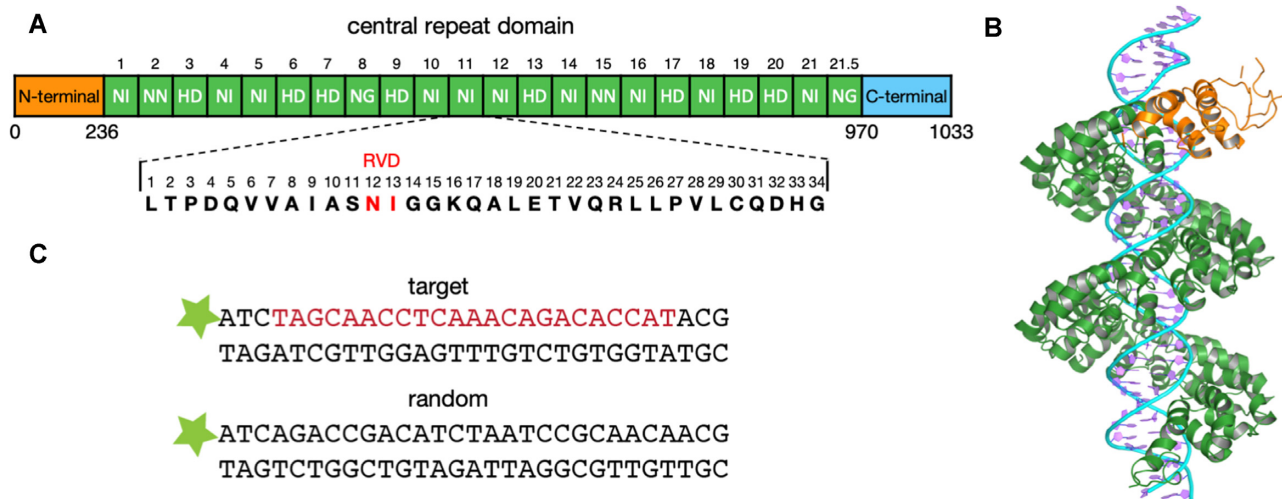 A
B
central repeat domain
1 2 3 4 5 6 7 8 9 10 11 12 13 14 15 16 17 18 19 20 21 21.5
N-terminal NI NN HD NI NI HD HD NG HD NI NI HD NI NN NI HD NI HD HD NI NG C-terminal
0 236 970 1033
RVD
1 2 3 4 5 6 7 8 9 10 11 12 13 14 15 16 17 18 19 20 21 22 23 24 25 26 27 28 29 30 31 32 33 34
L T P D Q V V A I A S N I G G K Q A L E T V Q R L L P V L C Q D H G
C
target
ATCTAGCAACCTCAAACAGACACCATACG
TAGATCGTTGGAGTTTGTCTGTGGTATGC
random
ATCAGACCGACATCTAATCCGCAACAACG
TAGTCTGGCTGTAGATTAGGCGTTGTTGC